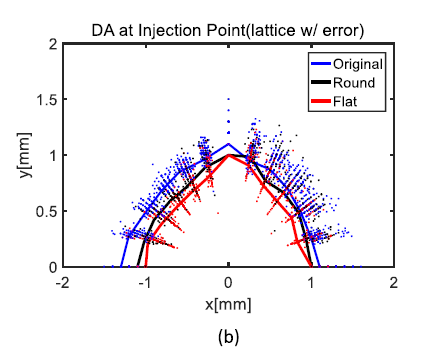 DA at Injection Point(lattice w/ error)
2
Original
Round
Flat
1.5
1
y[mm]
0.5
0
-2
-1
0
1
2
x[mm]
(b)